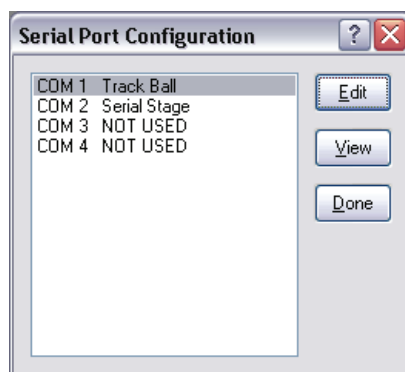 Serial Port Configuration
?
COM 1 Track Ball
COM 2 Serial Stage
COM 3 NOT USED
COM 4 NOT USED
Edit
View
Done